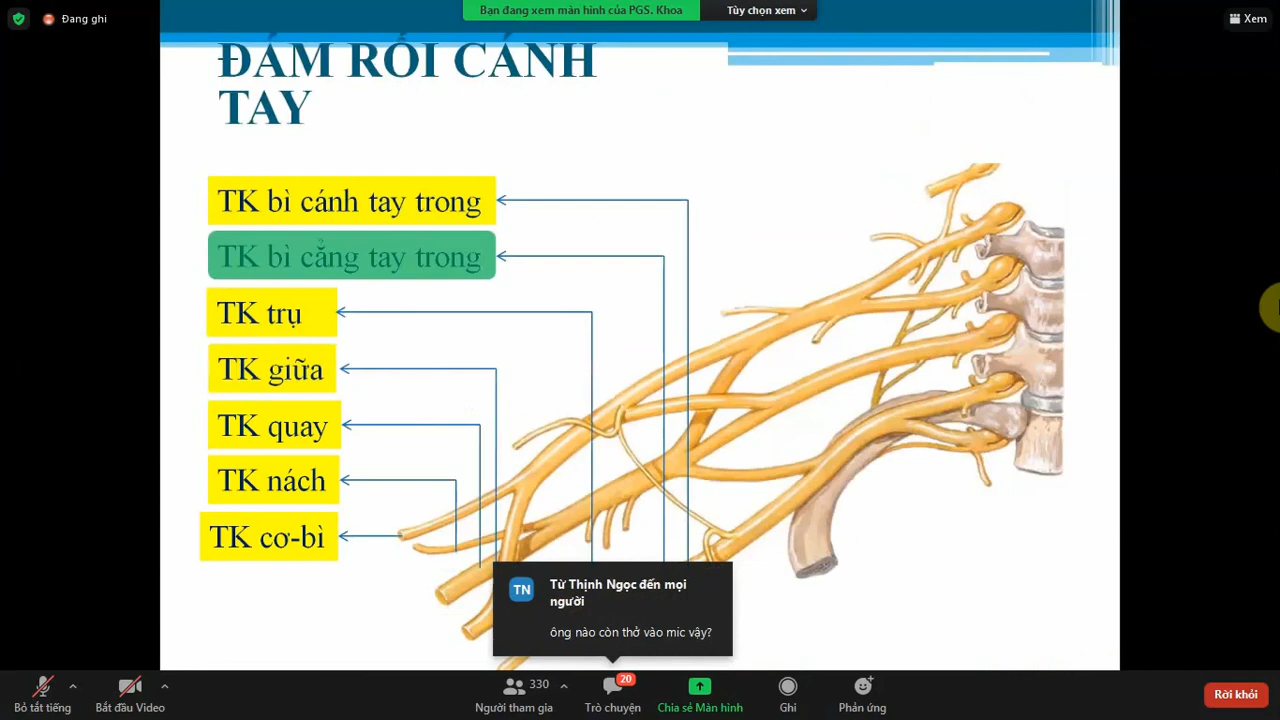 Bạn đang xem màn hình của PGS. Khoa
Tùy chọn xem
Đang ghi
Xem
ĐÁM RỐI CÁNH
TAY
TK bì cánh tay trong
TK bì cẳng tay trong
TK trụ
TK giữa
TK quay
TK nách
TK cơ-bì
TN
Từ Thịnh Ngọc đến mọi
người
ông nào còn thở vào mic vậy?
Bỏ tắt tiếng
Bắt đầu Video
330
Người tham gia
20
Trò chuyện
Chia sẻ Màn hình
Ghi
Phản ứng
Rời khỏi